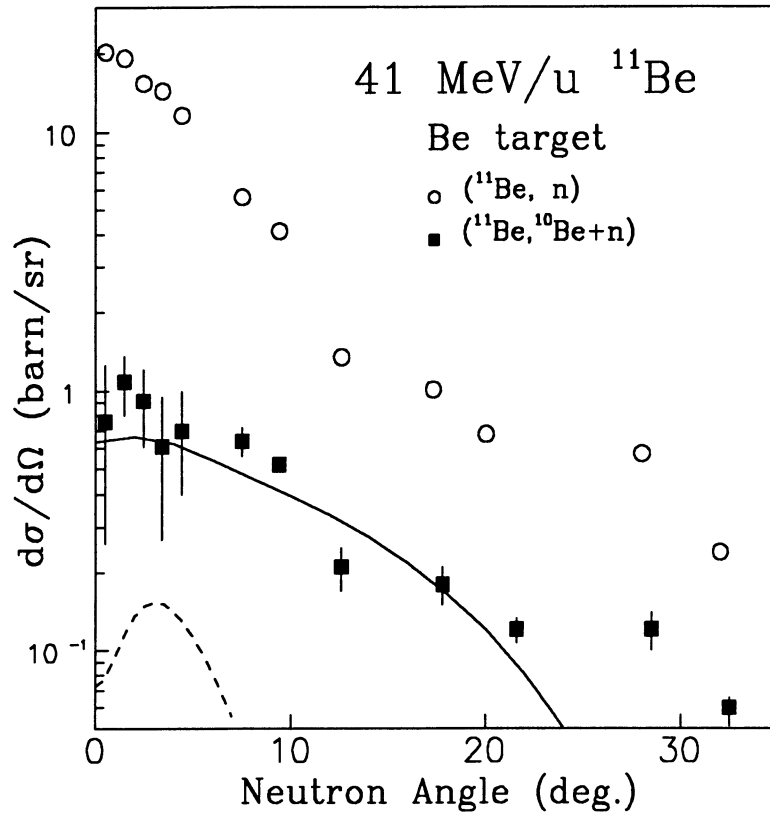 41 MeV/u ¹¹Be
Be target
(¹¹Be, n)
(¹¹Be,¹⁰Be+n)
dσ/dΩ (barn/sr)
10
1
10⁻¹
0
10
20
30
Neutron Angle (deg.)